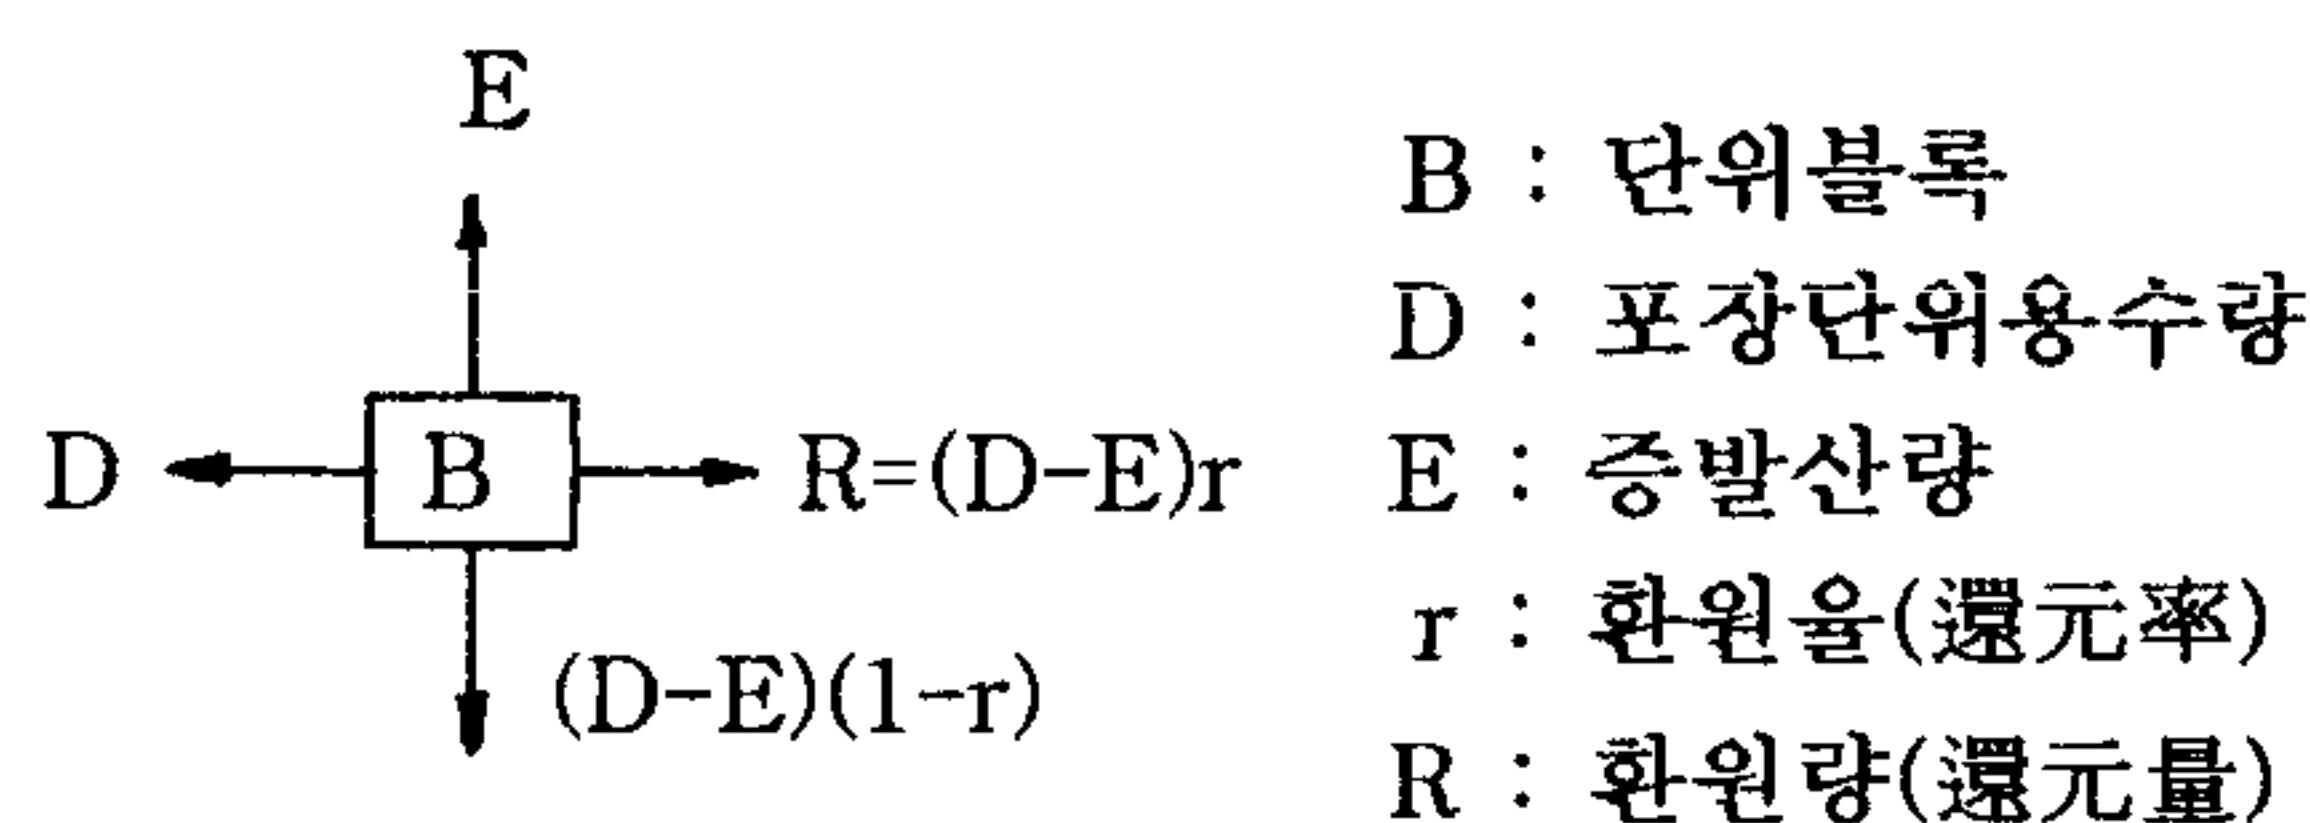 E
D
B
R=(D-E)r
(D-E)(1-r)
B : 단위블록
D : 포장단위용수량
E : 증발산량
r : 환원율(還元率)
R : 환원량(還元量)